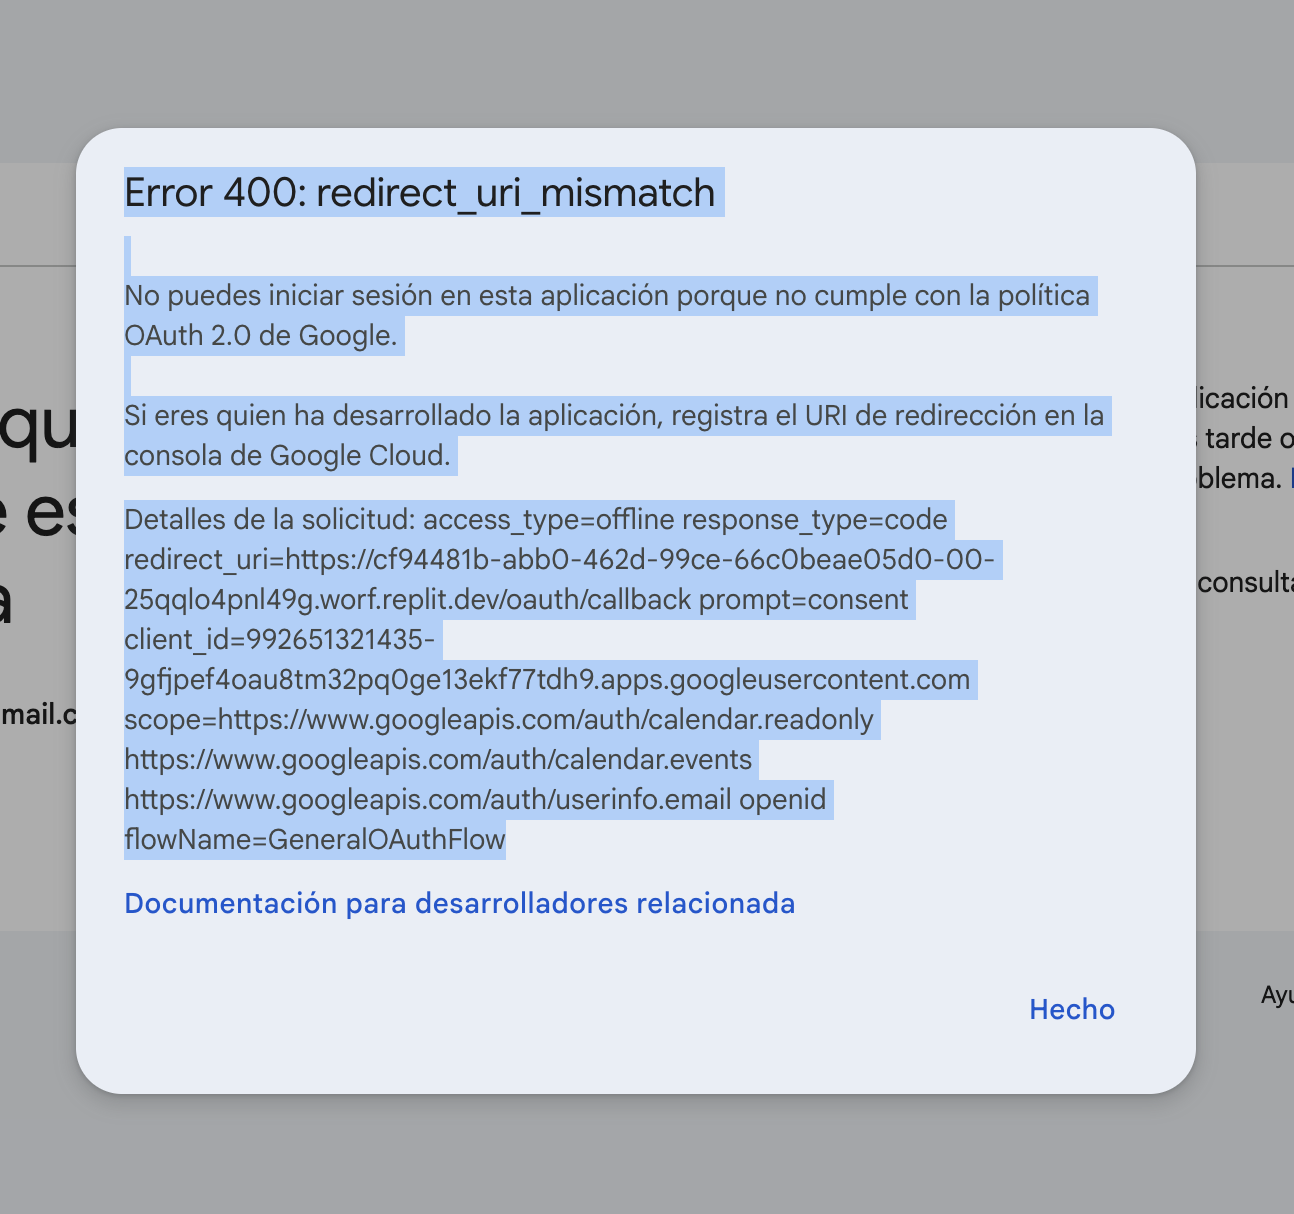 Error 400: redirect_uri_mismatch
No puedes iniciar sesión en esta aplicación porque no cumple con la política
OAuth 2.0 de Google.
Si eres quien ha desarrollado la aplicación, registra el URI de redirección en la
consola de Google Cloud.
Detalles de la solicitud: access_type=offline response_type=code
redirect_uri=https://cf94481b-abb0-462d-99ce-66c0beae05d0-00-
25qqlo4pnl49g.worf.replit.dev/oauth/callback prompt=consent
client_id=992651321435-
9gfjpef4oau8tm32pq0ge13ekf77tdh9.apps.googleusercontent.com
scope=https://www.googleapis.com/auth/calendar.readonly
https://www.googleapis.com/auth/calendar.events
https://www.googleapis.com/auth/userinfo.email openid
flowName=GeneralOAuthFlow
Documentación para desarrolladores relacionada
Hecho
qu
e es
a
mail.c
licación
tarde o
blema.
consulta
Ayu